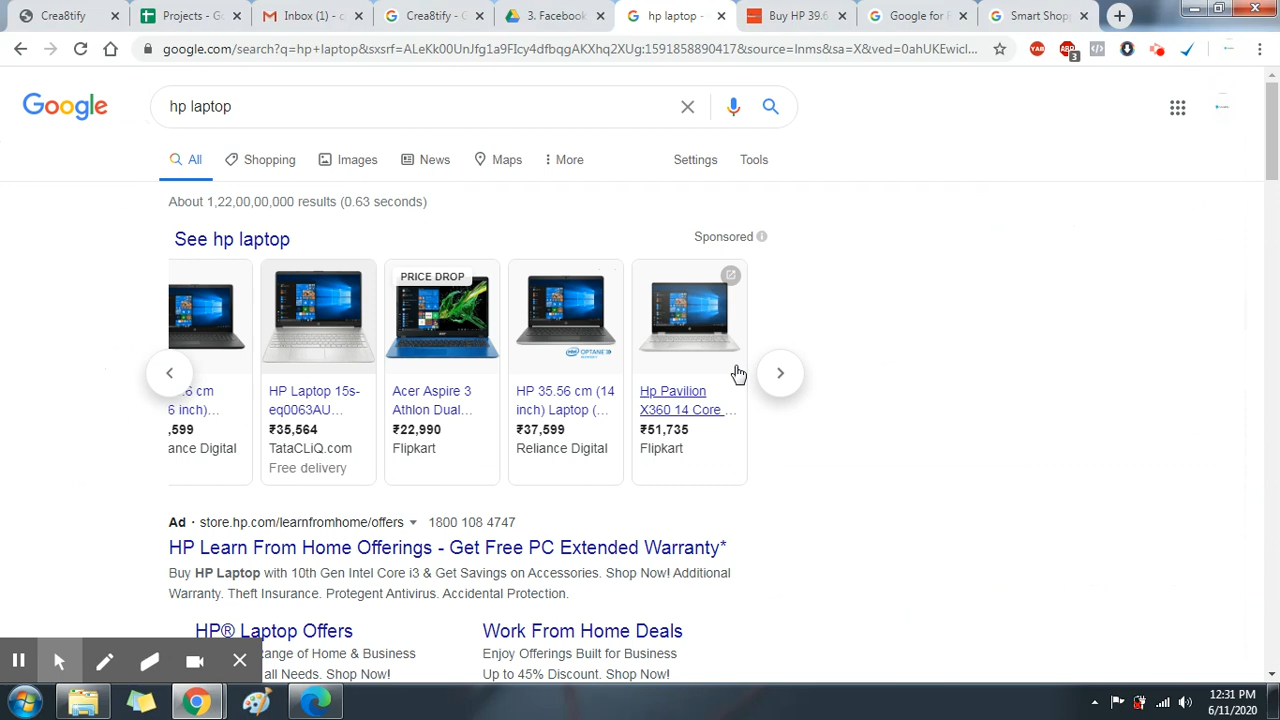 Crea8tify
Projects - G
Inbox (1) - c
Crea8tify - G
3. Facebook
hp laptop -
Buy HP 39.6
Google for
Smart Shop
google.com/search?q=hp+laptop&sxsrf=ALeKk00UnJfg1a9FIcy4dfbqgAKXhq2XUg:1591858890417&source=lnms&sa=X&ved=0ahUKEwicl...
YAB
ABP
3
Google
hp laptop
All
Shopping
Images
News
Maps
More
Settings
Tools
About 1,22,00,00,000 results (0.63 seconds)
See hp laptop
Sponsored
PRICE DROP
6 cm
6 inch)...
,599
ance Digital
HP Laptop 15s-
eq0063AU...
₹35,564
TataCLiQ.com
Free delivery
Acer Aspire 3
Athlon Dual...
₹22,990
Flipkart
HP 35.56 cm (14
inch) Laptop (...
₹37,599
Reliance Digital
Hp Pavilion
X360 14 Core ...
₹51,735
Flipkart
Ad · store.hp.com/learnfromhome/offers 1800 108 4747
HP Learn From Home Offerings - Get Free PC Extended Warranty*
Buy HP Laptop with 10th Gen Intel Core i3 & Get Savings on Accessories. Shop Now! Additional
Warranty. Theft Insurance. Protegent Antivirus. Accidental Protection.
HP® Laptop Offers
ange of Home & Business
all Needs. Shop Now!
Work From Home Deals
Enjoy Offerings Built for Business
Up to 45% Discount. Shop Now!
12:31 PM
6/11/2020